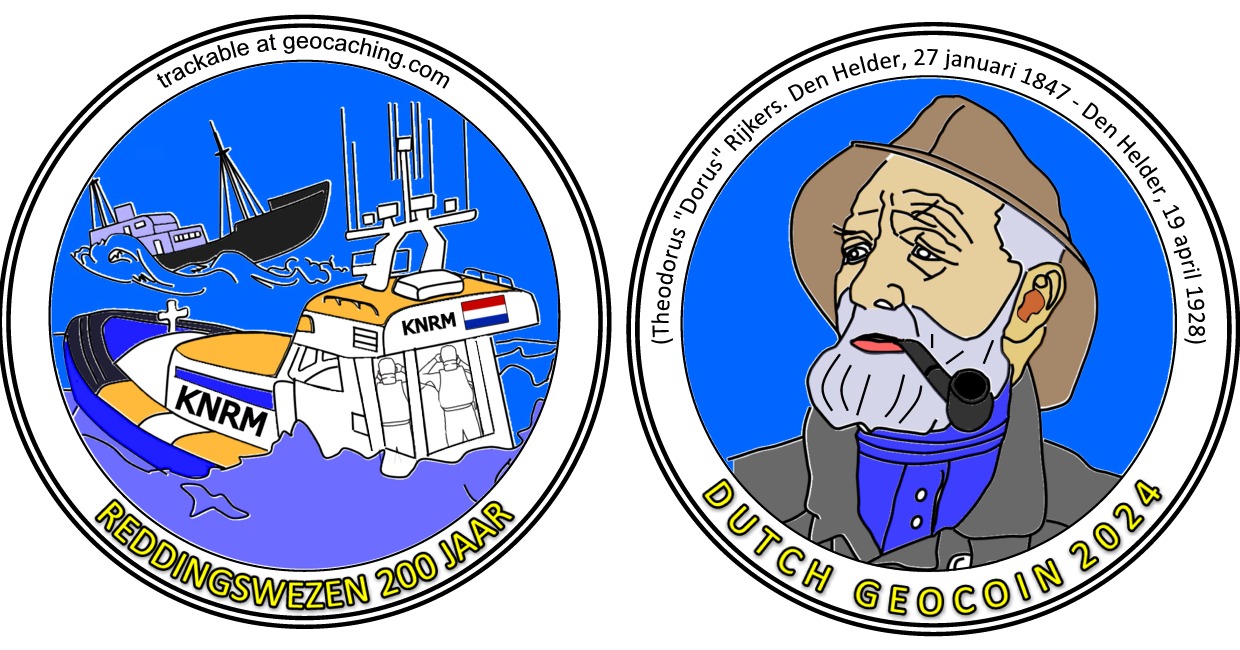 trackable at geocaching.com
KNRM
KNRM
REDDINGSWEZEN 200 JAAR
(Theodorus "Dorus" Rijkers. Den Helder, 27 januari 1847 - Den Helder, 19 april 1928)
DUTCH GEOCOIN 2024